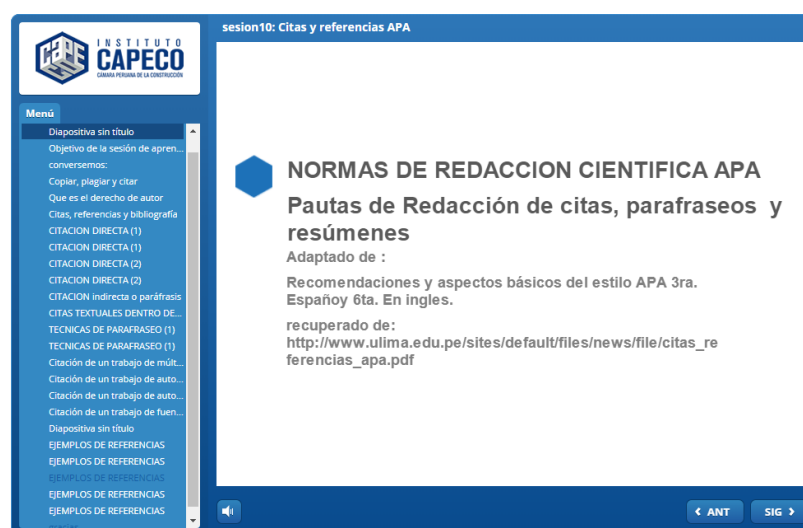 sesion10: Citas y referencias APA
INSTITUTO
CAPECO
CÁMARA PERUANA DE LA CONSTRUCCIÓN
Menú
Diapositiva sin título
Objetivo de la sesión de apren...
conversemos:
Copiar, plagiar y citar
Que es el derecho de autor
Citas, referencias y bibliografía
CITACION DIRECTA (1)
CITACION DIRECTA (1)
CITACION DIRECTA (2)
CITACION DIRECTA (2)
CITACION indirecta o paráfrasis
CITAS TEXTUALES DENTRO DE...
TECNICAS DE PARAFRASEO (1)
TECNICAS DE PARAFRASEO (1)
Citación de un trabajo de múlt...
Citación de un trabajo de auto...
Citación de un trabajo de auto...
Citación de un trabajo de fuen...
Diapositiva sin título
EJEMPLOS DE REFERENCIAS
EJEMPLOS DE REFERENCIAS
EJEMPLOS DE REFERENCIAS
EJEMPLOS DE REFERENCIAS
EJEMPLOS DE REFERENCIAS
NORMAS DE REDACCION CIENTIFICA APA
Pautas de Redacción de citas, parafraseos y
resúmenes
Adaptado de :
Recomendaciones y aspectos básicos del estilo APA 3ra.
Españoy 6ta. En ingles.
recuperado de:
http://www.ulima.edu.pe/sites/default/files/news/file/citas_re
ferencias_apa.pdf
ANT
SIG